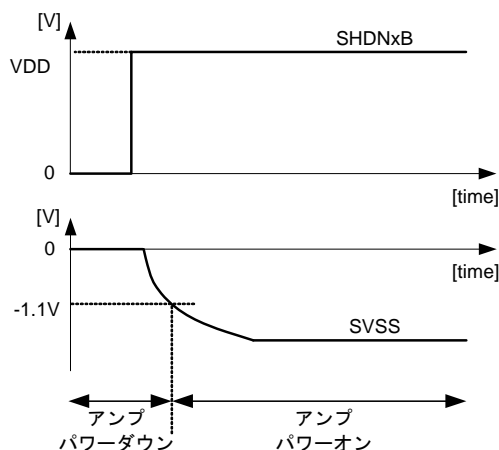 [V]
SHDNxB
VDD
0
[time]
[V]
0
[time]
-1.1V
SVSS
アンプ
パワーダウン
アンプ
パワーオン